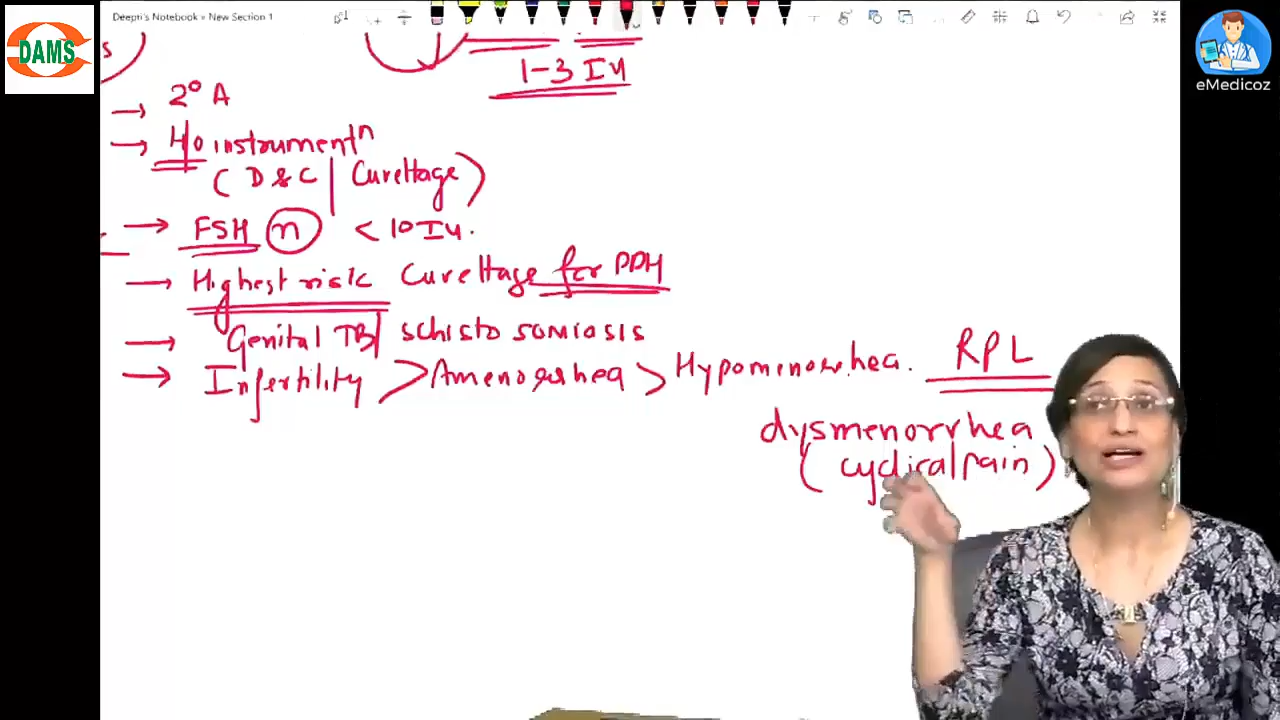 Deepti's Notebook » New Section 1
DAMS
eMedicoz
s
1-3 IU
→ 2° A
→ H/o instrumentⁿ
( D & C | Curettage )
→ FSH n < 10 IU.
→ Highest risk Curettage for PPH
→ Genital TB/ Schistosomiosis
→ Infertility > Amenorrhea > Hypomenorrhea. RPL
dysmenorrhea
( cyclical pain )